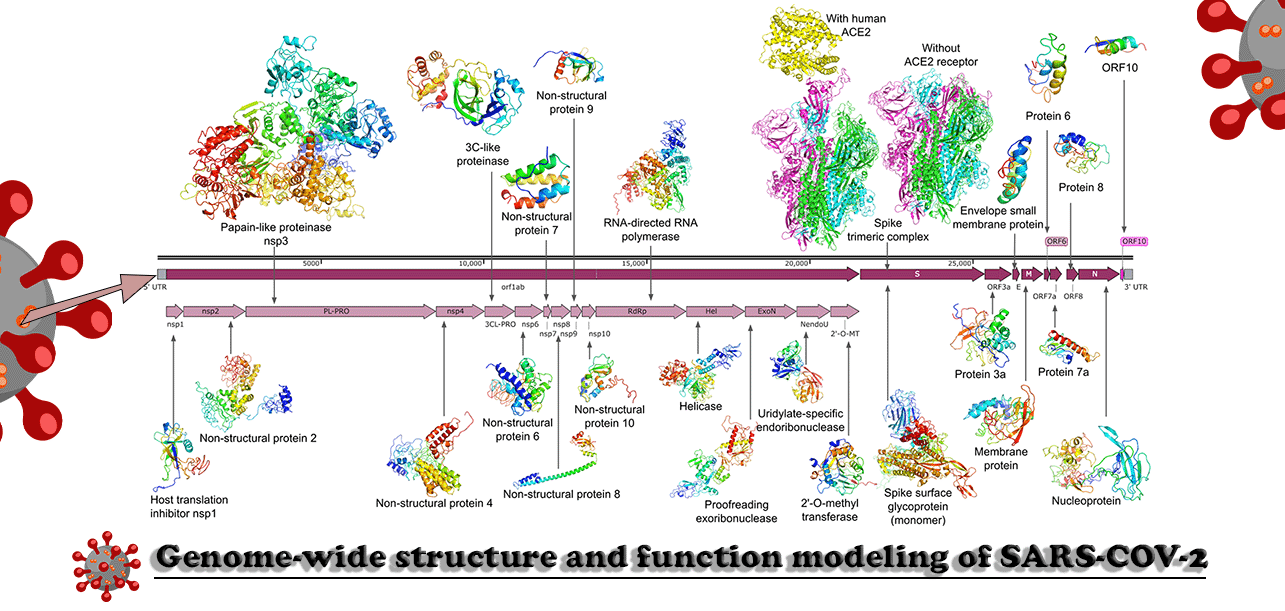 With human
ACE2
Without
ACE2 receptor
ORF10
Non-structural
protein 9
Protein 6
3C-like
proteinase
Protein 8
Non-structural
protein 7
RNA-directed RNA
polymerase
Envelope small
membrane protein
Papain-like proteinase
nsp3
Spike
trimeric complex
ORF6
ORF10
5000
10,000
15,000
20,000
25,000
S
M
N
5' UTR
orf1ab
ORF3a
E
ORF7a
ORF8
3' UTR
nsp1
nsp2
PL-PRO
nsp4
3CL-PRO
nsp6
nsp7
nsp8
nsp9
nsp10
RdRp
Hel
ExoN
NendoU
2'-O-MT
Protein 3a
Protein 7a
Non-structural protein 2
Non-structural
protein 6
Non-structural
protein 10
Helicase
Uridylate-specific
endoribonuclease
Membrane
protein
Host translation
inhibitor nsp1
Non-structural protein 4
Non-structural protein 8
Proofreading
exoribonuclease
2'-O-methyl
transferase
Spike surface
glycoprotein
(monomer)
Nucleoprotein
Genome-wide structure and function modeling of SARS-COV-2